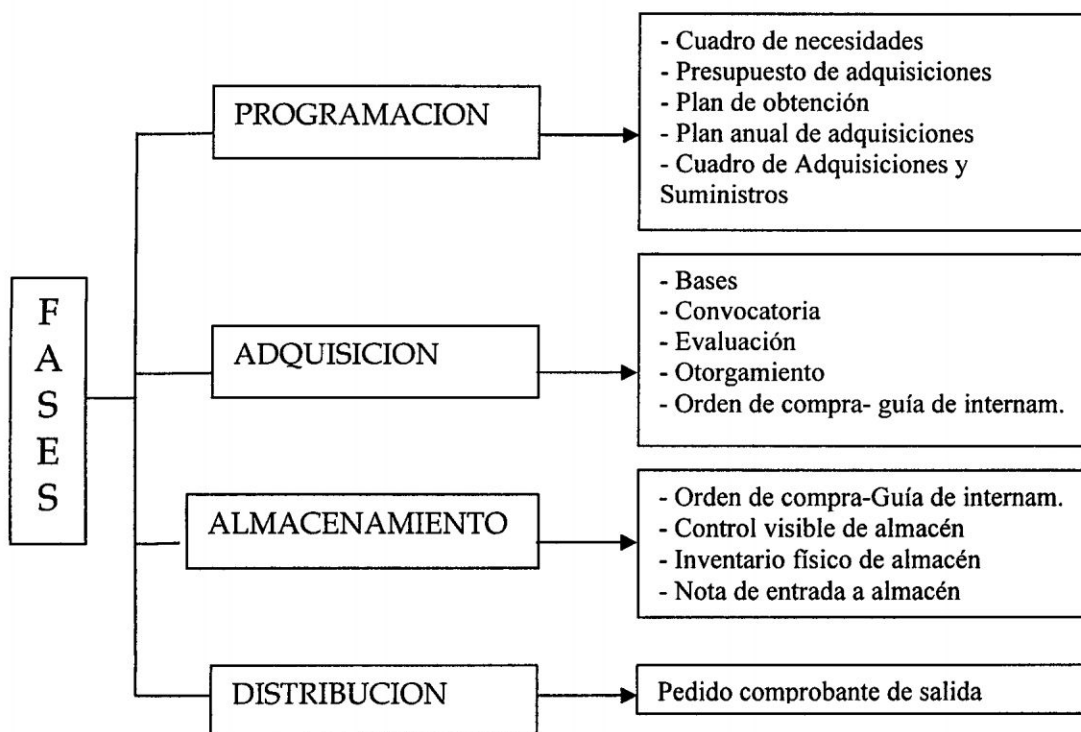 FASES
PROGRAMACION
- Cuadro de necesidades
- Presupuesto de adquisiciones
- Plan de obtención
- Plan anual de adquisiciones
- Cuadro de Adquisiciones y
Suministros
ADQUISICION
- Bases
- Convocatoria
- Evaluación
- Otorgamiento
- Orden de compra- guía de internam.
ALMACENAMIENTO
- Orden de compra-Guía de internam.
- Control visible de almacén
- Inventario físico de almacén
- Nota de entrada a almacén
DISTRIBUCION
Pedido comprobante de salida